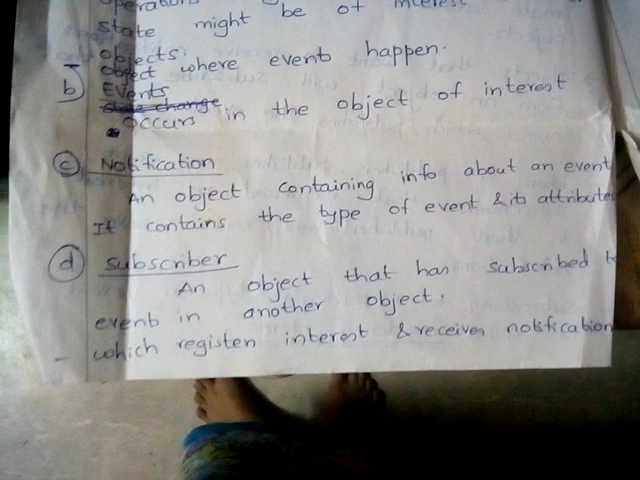 operations
might be of interest
state
objects.
object where event happen.
b) Events
state change
occurs in the object of interest
c) Notification
An object containing info about an event
It contains the type of event & its attributes
d) Subscriber
An object that has subscribed to
events in another object.
- which registers interest & receives notification